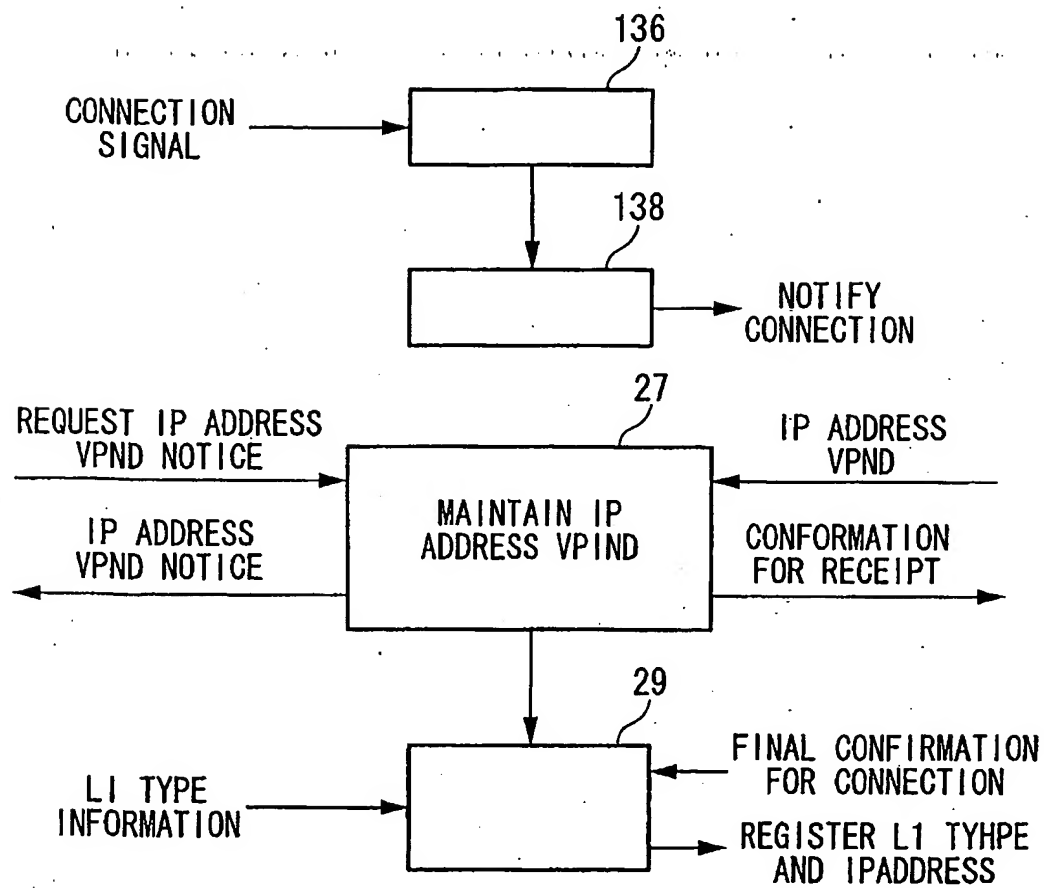 136
CONNECTION
SIGNAL
138
NOTIFY
CONNECTION
27
REQUEST IP ADDRESS
VPND NOTICE
IP ADDRESS
VPND
MAINTAIN IP
ADDRESS VPIND
IP ADDRESS
VPND NOTICE
CONFORMATION
FOR RECEIPT
29
FINAL CONFIRMATION
FOR CONNECTION
LI TYPE
INFORMATION
REGISTER L1 TYHPE
AND IPADDRESS